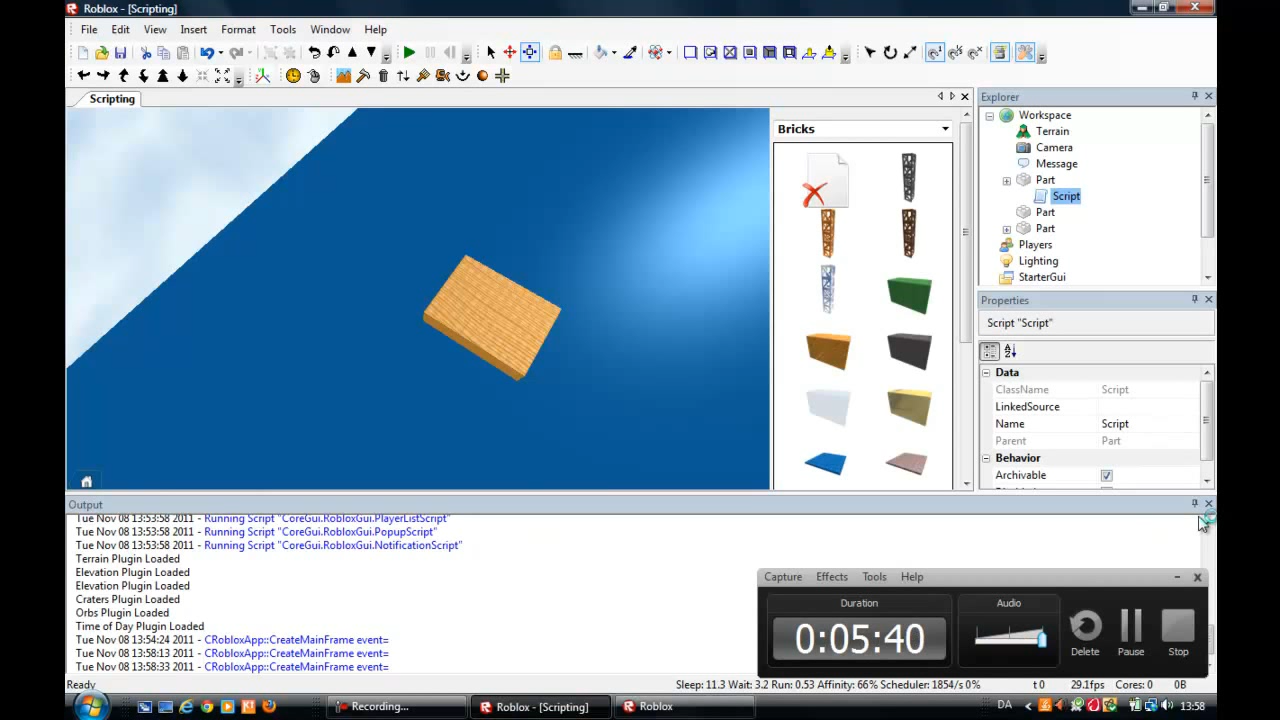 Roblox - [Scripting]
File Edit View Insert Format Tools Window Help
Scripting
Bricks
Explorer
Workspace
Terrain
Camera
Message
Part
Script
Part
Part
Players
Lighting
StarterGui
Properties
Script "Script"
Data
ClassName Script
LinkedSource
Name Script
Parent Part
Behavior
Archivable
Output
Tue Nov 08 13:53:58 2011 - Running Script "CoreGui.RobloxGui.PlayerListScript"
Tue Nov 08 13:53:58 2011 - Running Script "CoreGui.RobloxGui.PopupScript"
Tue Nov 08 13:53:58 2011 - Running Script "CoreGui.RobloxGui.NotificationScript"
Terrain Plugin Loaded
Elevation Plugin Loaded
Elevation Plugin Loaded
Craters Plugin Loaded
Orbs Plugin Loaded
Time of Day Plugin Loaded
Tue Nov 08 13:54:24 2011 - CRobloxApp::CreateMainFrame event=
Tue Nov 08 13:58:13 2011 - CRobloxApp::CreateMainFrame event=
Tue Nov 08 13:58:33 2011 - CRobloxApp::CreateMainFrame event=
Capture Effects Tools Help
Duration
0:05:40
Audio
Delete Pause Stop
Ready
Sleep: 11.3 Wait: 3.2 Run: 0.53 Affinity: 66% Scheduler: 1854/s 0% t 0 29.1fps Cores: 0 0B
Recording...
Roblox - [Scripting]
Roblox
DA
13:58